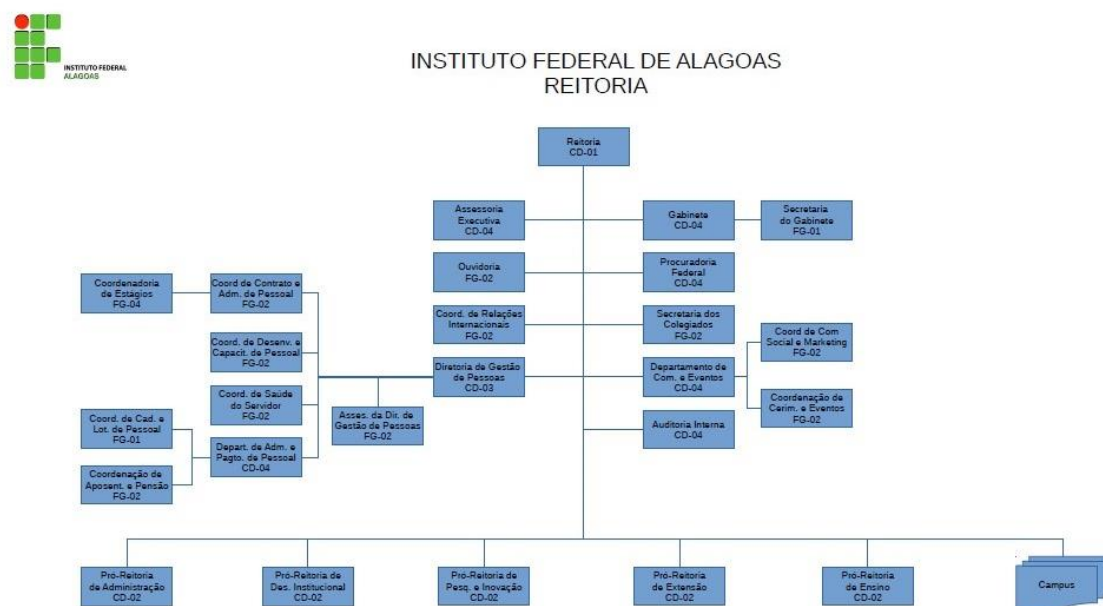 INSTITUTO FEDERAL
ALAGOAS
INSTITUTO FEDERAL DE ALAGOAS
REITORIA
Reitoria
CD-01
Assessoria
Executiva
CD-04
Gabinete
CD-04
Secretaria
do Gabinete
FG-01
Ouvidoria
FG-02
Procuradoria
Federal
CD-04
Coordenadoria
de Estágios
FG-04
Coord de Contrato e
Adm. de Pessoal
FG-02
Coord. de Relações
Internacionais
FG-02
Secretaria dos
Colegiados
FG-02
Coord de Com
Social e Marketing
FG-02
Coord. de Desenv. e
Capacit. de Pessoal
FG-02
Diretoria de Gestão
de Pessoas
CD-03
Departamento de
Com. e Eventos
CD-04
Coordenação de
Cerim. e Eventos
FG-02
Coord. de Saúde
do Servidor
FG-02
Asses. da Dir. de
Gestão de Pessoas
FG-02
Auditoria Interna
CD-04
Coord. de Cad. e
Lot. de Pessoal
FG-01
Depart. de Adm. e
Pagto. de Pessoal
CD-04
Coordenação de
Aposent. e Pensão
FG-02
Pró-Reitoria
de Administração
CD-02
Pró-Reitoria de
Des. Institucional
CD-02
Pró-Reitoria de
Pesq. e Inovação
CD-02
Pró-Reitoria
de Extensão
CD-02
Pró-Reitoria
de Ensino
CD-02
Campus